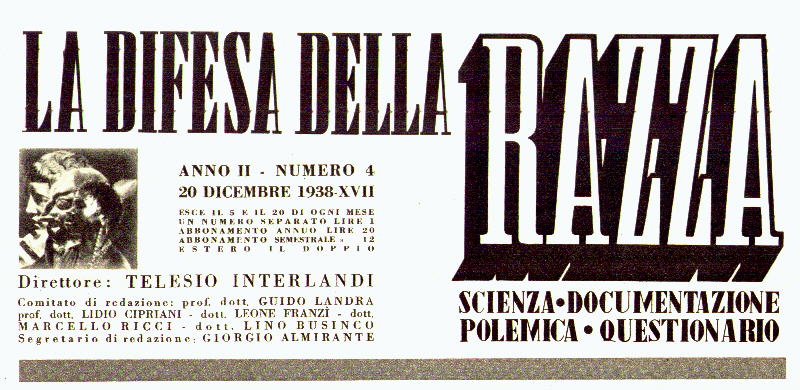 LA DIFESA DELLA RAZZA
ANNO II - NUMERO 4
20 DICEMBRE 1938-XVII
ESCE IL 5 E IL 20 DI OGNI MESE
UN NUMERO SEPARATO LIRE 1
ABBONAMENTO ANNUO LIRE 20
ABBONAMENTO SEMESTRALE » 12
ESTERO IL DOPPIO
Direttore: TELESIO INTERLANDI
Comitato di redazione: prof. dott. GUIDO LANDRA
prof. dott. LIDIO CIPRIANI - dott. LEONE FRANZÌ - dott.
MARCELLO RICCI - dott. LINO BUSINCO
Segretario di redazione: GIORGIO ALMIRANTE
SCIENZA•DOCUMENTAZIONE
POLEMICA • QUESTIONARIO